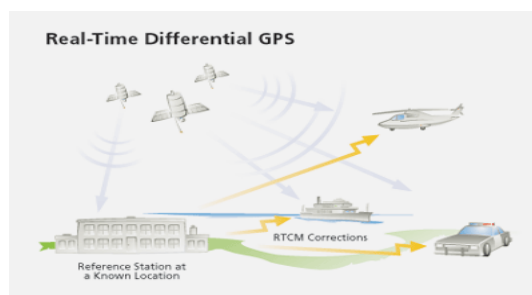 Real-Time Differential GPS
RTCM Corrections
Reference Station at
a Known Location